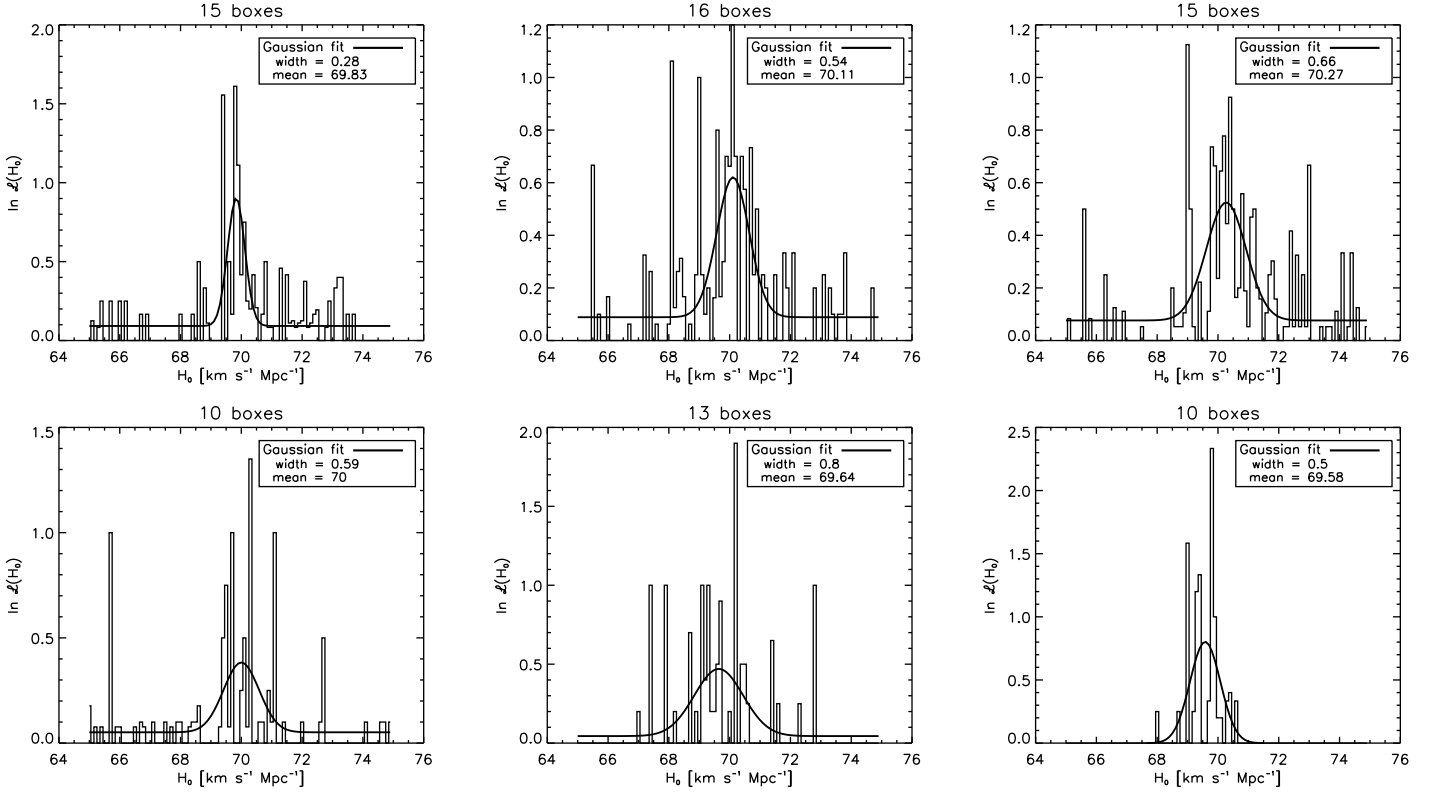 15 boxes
2.0
1.5
1.0
0.5
0.0
64 66 68 70 72 74 76
ln ℒ(H₀)
H₀ [km s⁻¹ Mpc⁻¹]
Gaussian fit
width = 0.28
mean = 69.83
16 boxes
1.2
1.0
0.8
0.6
0.4
0.2
0.0
64 66 68 70 72 74 76
ln ℒ(H₀)
H₀ [km s⁻¹ Mpc⁻¹]
Gaussian fit
width = 0.54
mean = 70.11
15 boxes
1.2
1.0
0.8
0.6
0.4
0.2
0.0
64 66 68 70 72 74 76
ln ℒ(H₀)
H₀ [km s⁻¹ Mpc⁻¹]
Gaussian fit
width = 0.66
mean = 70.27
10 boxes
1.5
1.0
0.5
0.0
64 66 68 70 72 74 76
ln ℒ(H₀)
H₀ [km s⁻¹ Mpc⁻¹]
Gaussian fit
width = 0.59
mean = 70
13 boxes
2.0
1.5
1.0
0.5
0.0
64 66 68 70 72 74 76
ln ℒ(H₀)
H₀ [km s⁻¹ Mpc⁻¹]
Gaussian fit
width = 0.8
mean = 69.64
10 boxes
2.5
2.0
1.5
1.0
0.5
0.0
64 66 68 70 72 74 76
ln ℒ(H₀)
H₀ [km s⁻¹ Mpc⁻¹]
Gaussian fit
width = 0.5
mean = 69.58